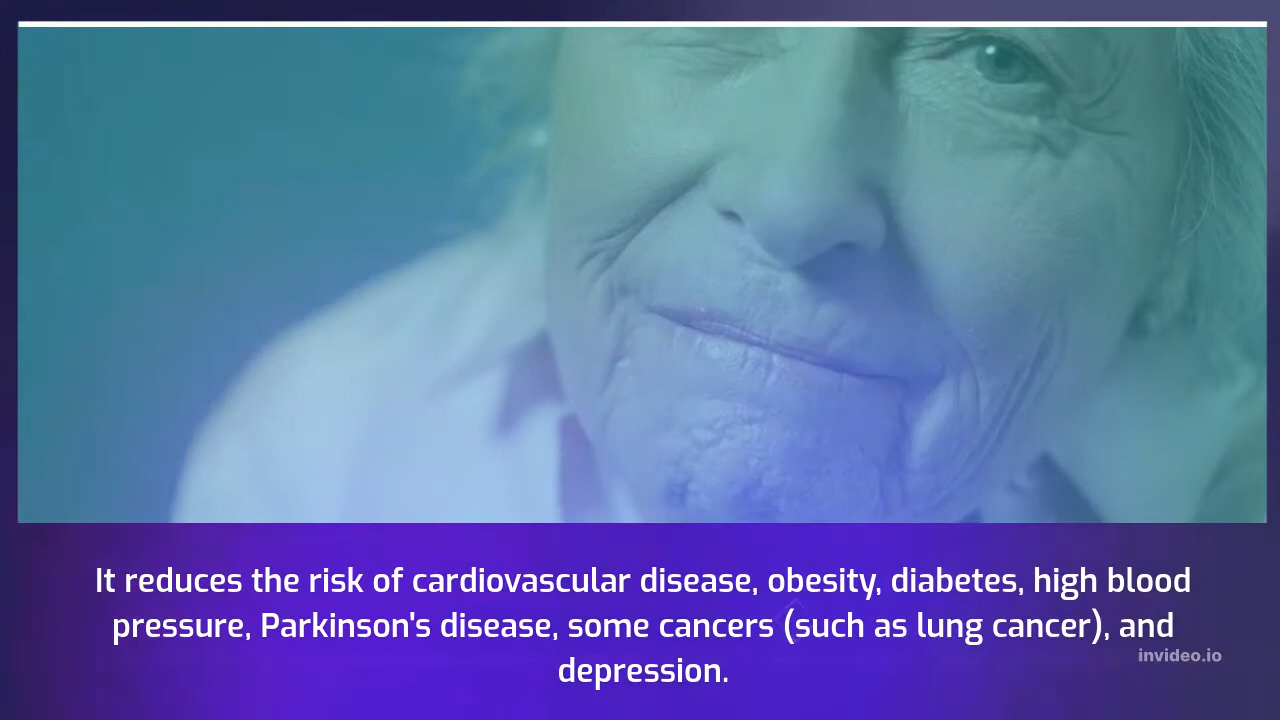 It reduces the risk of cardiovascular disease, obesity, diabetes, high blood
pressure, Parkinson's disease, some cancers (such as lung cancer), and
depression.
invideo.io